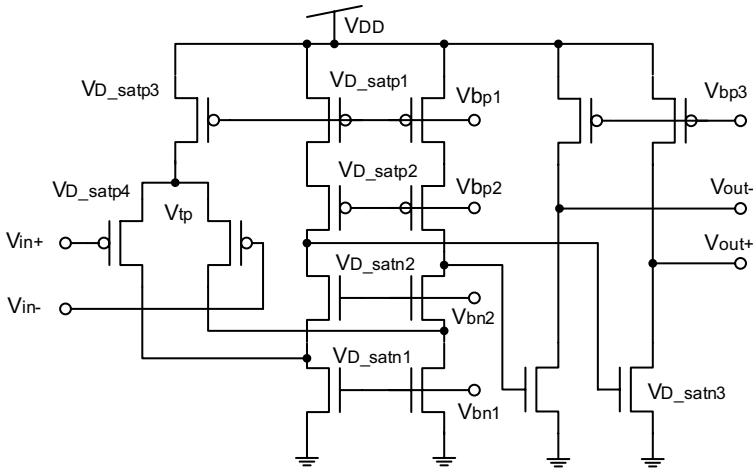 VDD
VD_satp3
VD_satp1
Vbp1
Vbp3
VD_satp4
VD_satp2
Vbp2
Vtp
Vout-
Vin+
Vout+
VD_satn2
Vin-
Vbn2
VD_satn1
VD_satn3
Vbn1